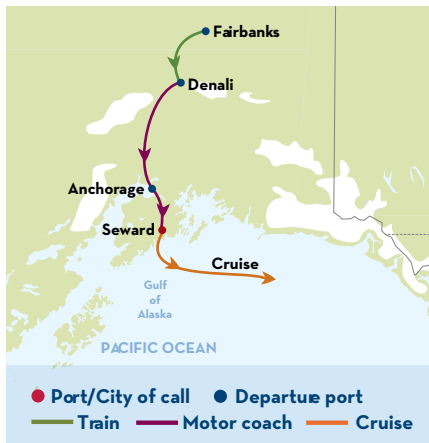 Fairbanks
Denali
Anchorage
Seward
Cruise
Gulf
of
Alaska
PACIFIC OCEAN
Port/City of call
Departure port
Train
Motor coach
Cruise